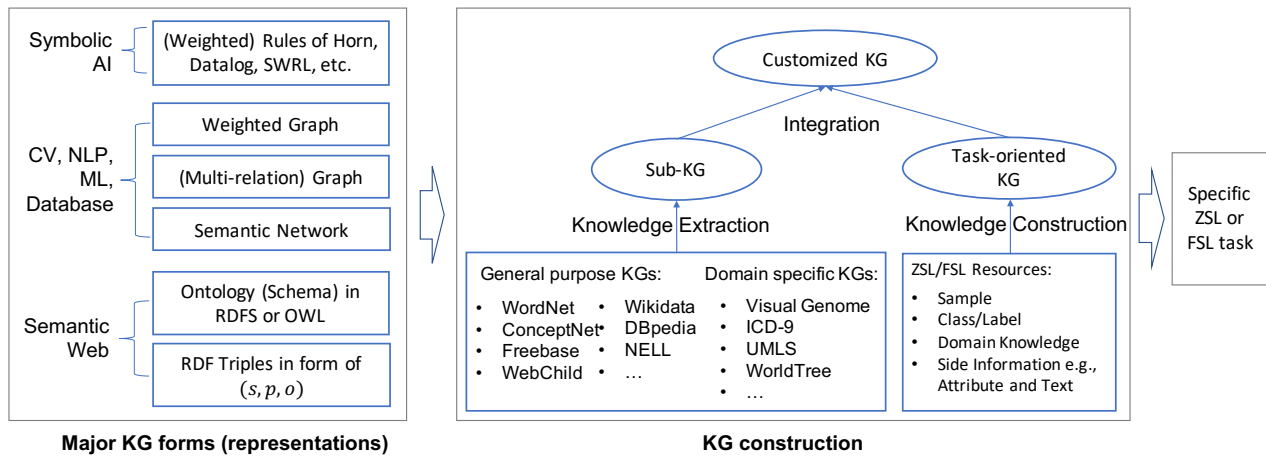 Symbolic
AI
(Weighted) Rules of Horn,
Datalog, SWRL, etc.
CV, NLP,
ML,
Database
Weighted Graph
(Multi-relation) Graph
Semantic Network
Semantic
Web
Ontology (Schema) in
RDFS or OWL
RDF Triples in form of
(s, p, o)
Major KG forms (representations)
Customized KG
Integration
Sub-KG
Task-oriented
KG
Knowledge Extraction
Knowledge Construction
General purpose KGs:
• WordNet
• ConceptNet
• Freebase
• WebChild
• Wikidata
• DBpedia
• NELL
• …
Domain specific KGs:
• Visual Genome
• ICD-9
• UMLS
• WorldTree
• …
ZSL/FSL Resources:
• Sample
• Class/Label
• Domain Knowledge
• Side Information e.g.,
Attribute and Text
KG construction
Specific
ZSL or
FSL task